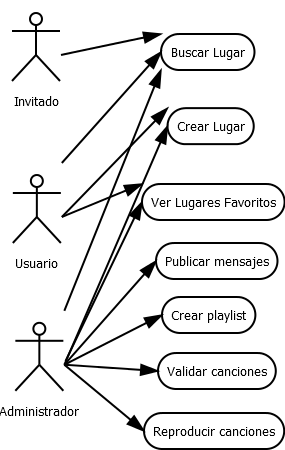 Buscar Lugar
Invitado
Crear Lugar
Ver Lugares Favoritos
Usuario
Publicar mensajes
Crear playlist
Validar canciones
Administrador
Reproducir canciones